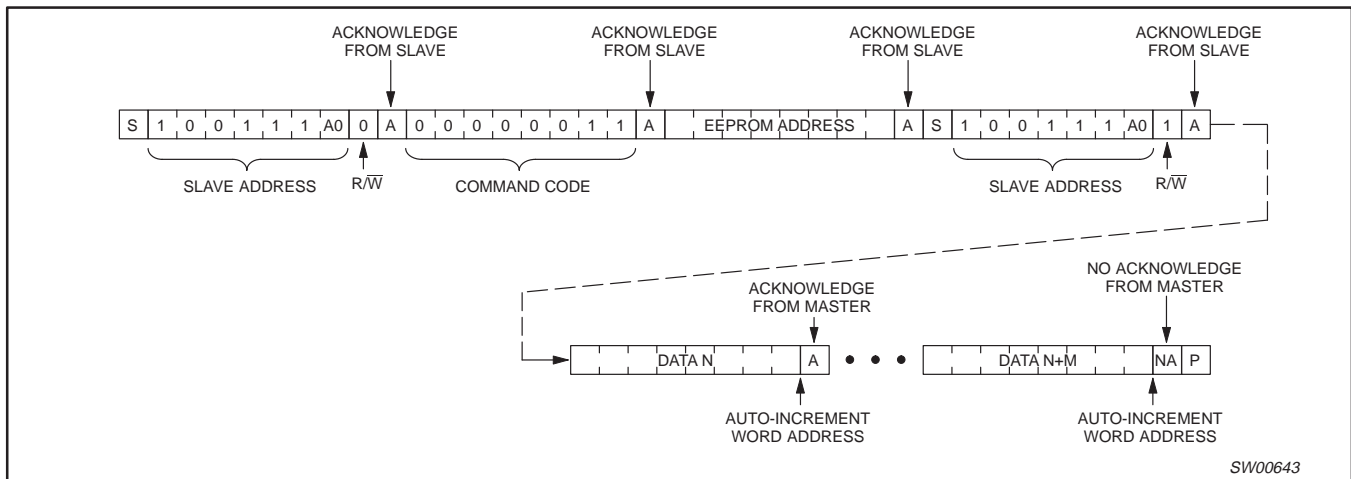 ACKNOWLEDGE
FROM SLAVE
ACKNOWLEDGE
FROM SLAVE
ACKNOWLEDGE
FROM SLAVE
ACKNOWLEDGE
FROM SLAVE
S 1 0 0 1 1 1 A0 0 A 0 0 0 0 0 0 1 1 A EEPROM ADDRESS A S 1 0 0 1 1 1 A0 1 A
SLAVE ADDRESS R/W̅ COMMAND CODE SLAVE ADDRESS R/W̅
ACKNOWLEDGE
FROM MASTER
NO ACKNOWLEDGE
FROM MASTER
DATA N A • • • DATA N+M NA P
AUTO-INCREMENT
WORD ADDRESS
AUTO-INCREMENT
WORD ADDRESS
SW00643